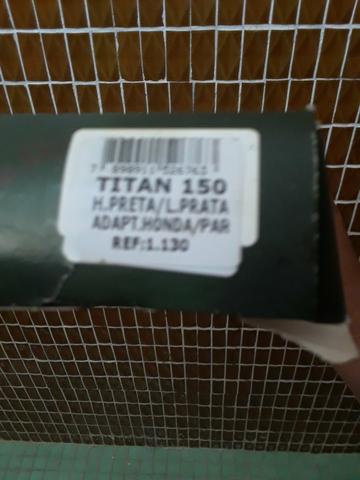 TITAN 150
H.PRETA/L.PRATA
ADAPT.HONDA/PAR
REF:1.130